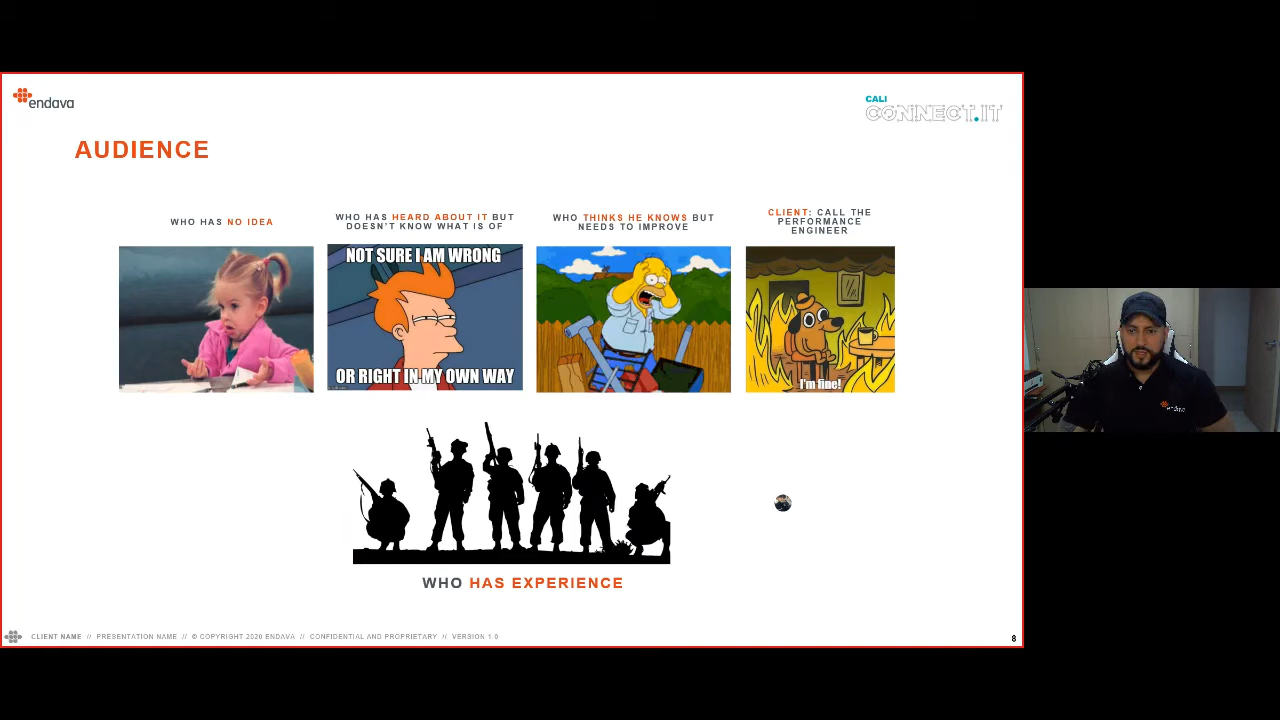 endava
CALI
CONNECT.IT
AUDIENCE
WHO HAS NO IDEA
WHO HAS HEARD ABOUT IT BUT
DOESN'T KNOW WHAT IS OF
WHO THINKS HE KNOWS BUT
NEEDS TO IMPROVE
CLIENT: CALL THE
PERFORMANCE
ENGINEER
NOT SURE I AM WRONG
OR RIGHT IN MY OWN WAY
I'm fine!
endava
WHO HAS EXPERIENCE
CLIENT NAME // PRESENTATION NAME // © COPYRIGHT 2020 ENDAVA // CONFIDENTIAL AND PROPRIETARY // VERSION 1.0
8